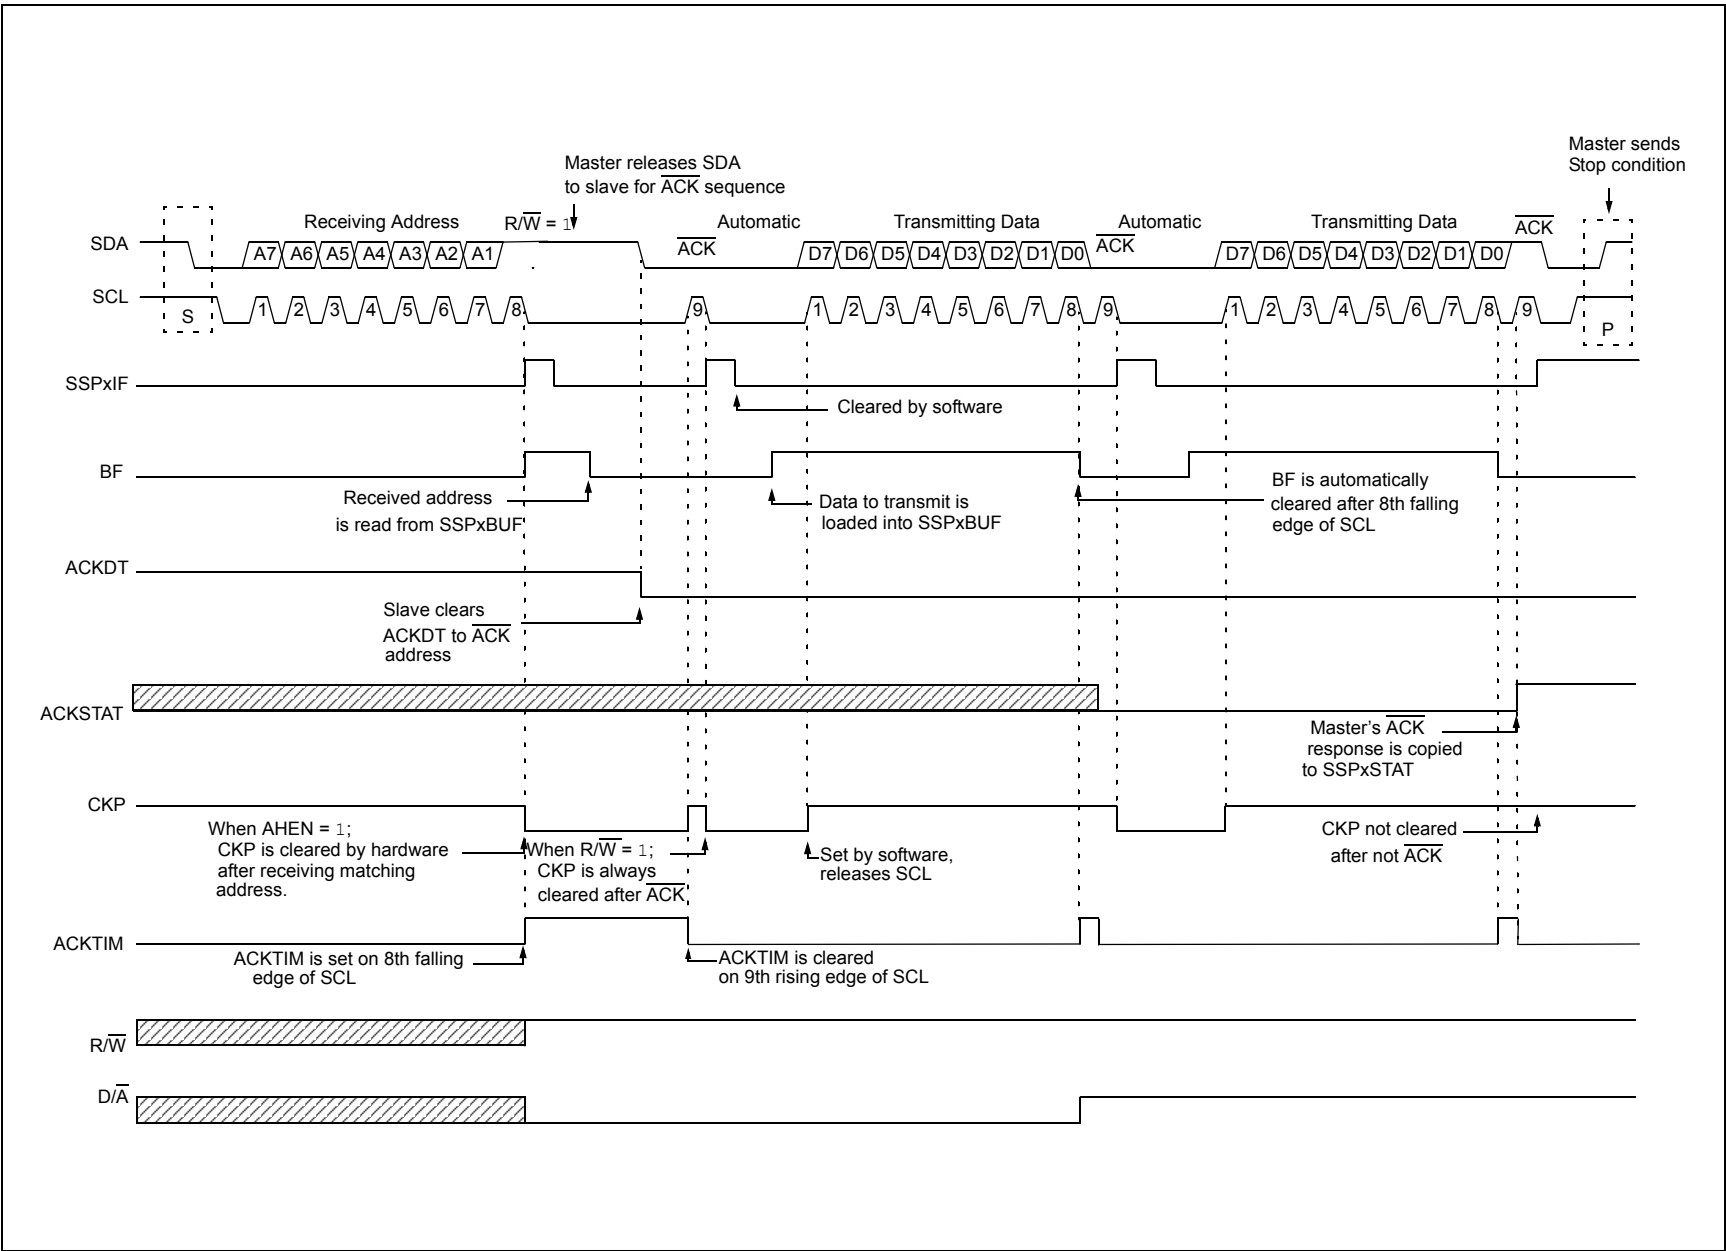 Master releases SDA
to slave for ACK sequence
Master sends
Stop condition
Receiving Address
R/W = 1
Automatic
Transmitting Data
Automatic
Transmitting Data
ACK
SDA
A7 A6 A5 A4 A3 A2 A1
ACK
D7 D6 D5 D4 D3 D2 D1 D0
ACK
D7 D6 D5 D4 D3 D2 D1 D0
SCL
S
1 2 3 4 5 6 7 8 9
1 2 3 4 5 6 7 8 9
1 2 3 4 5 6 7 8 9
P
SSPxIF
Cleared by software
BF
Received address
is read from SSPxBUF
Data to transmit is
loaded into SSPxBUF
BF is automatically
cleared after 8th falling
edge of SCL
ACKDT
Slave clears
ACKDT to ACK
address
ACKSTAT
Master's ACK
response is copied
to SSPxSTAT
CKP
When AHEN = 1;
CKP is cleared by hardware
after receiving matching
address.
When R/W = 1;
CKP is always
cleared after ACK
Set by software,
releases SCL
CKP not cleared
after not ACK
ACKTIM
ACKTIM is set on 8th falling
edge of SCL
ACKTIM is cleared
on 9th rising edge of SCL
R/W
D/A